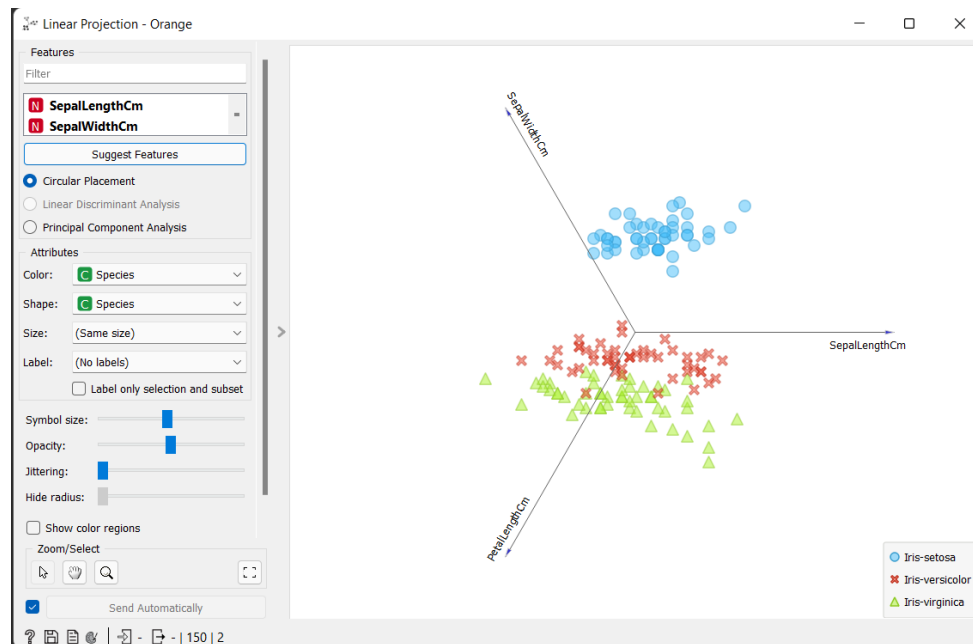 Linear Projection - Orange
Features
Filter
N SepalLengthCm
N SepalWidthCm
Suggest Features
Circular Placement
Linear Discriminant Analysis
Principal Component Analysis
Attributes
Color: C Species
Shape: C Species
Size: (Same size)
Label: (No labels)
Label only selection and subset
Symbol size:
Opacity:
Jittering:
Hide radius:
Show color regions
Zoom/Select
Send Automatically
? - - | 150 | 2
SepalWidthCm
SepalLengthCm
PetalLengthCm
Iris-setosa
Iris-versicolor
Iris-virginica